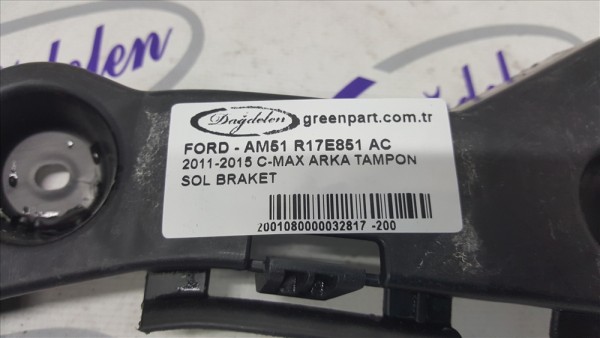 Dağdelen greenpart.com.tr
FORD - AM51 R17E851 AC
2011-2015 C-MAX ARKA TAMPON
SOL BRAKET
2001080000032817 -200